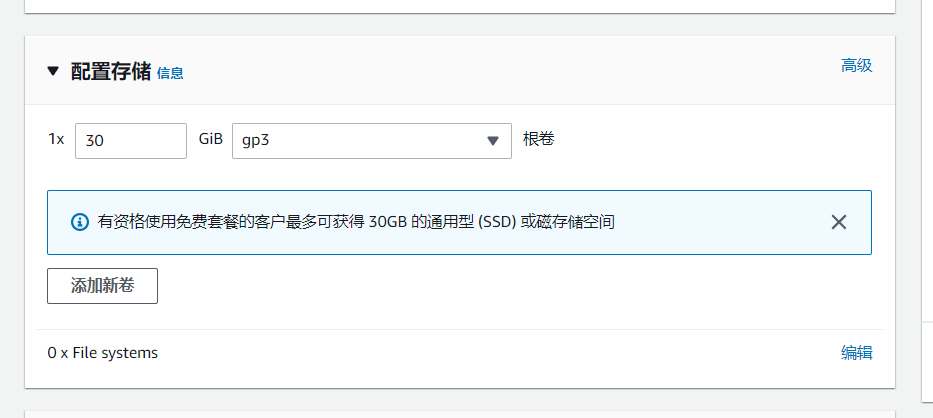 配置存储 信息 高级
1x 30 GiB gp3 根卷
有资格使用免费套餐的客户最多可获得 30GB 的通用型 (SSD) 或磁存储空间
添加新卷
0 x File systems 编辑